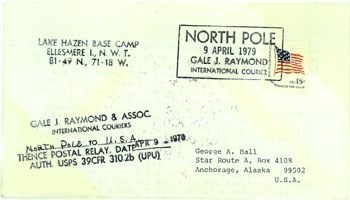 LAKE HAZEN BASE CAMP
ELLESMERE I., N.W.T.
81-49 N., 71-18 W.
NORTH POLE
9 APRIL 1979
GALE J. RAYMOND
INTERNATIONAL COURIER
15c
GALE J. RAYMOND & ASSOC.
INTERNATIONAL COURIERS
NORTH POLE TO U.S.A.
THENCE POSTAL RELAY. DATE APR 9 - 1979
AUTH. USPS 39CFR 310.2b (UPU)
George A. Hall
Star Route A, Box 4108
Anchorage, Alaska 99502
U.S.A.